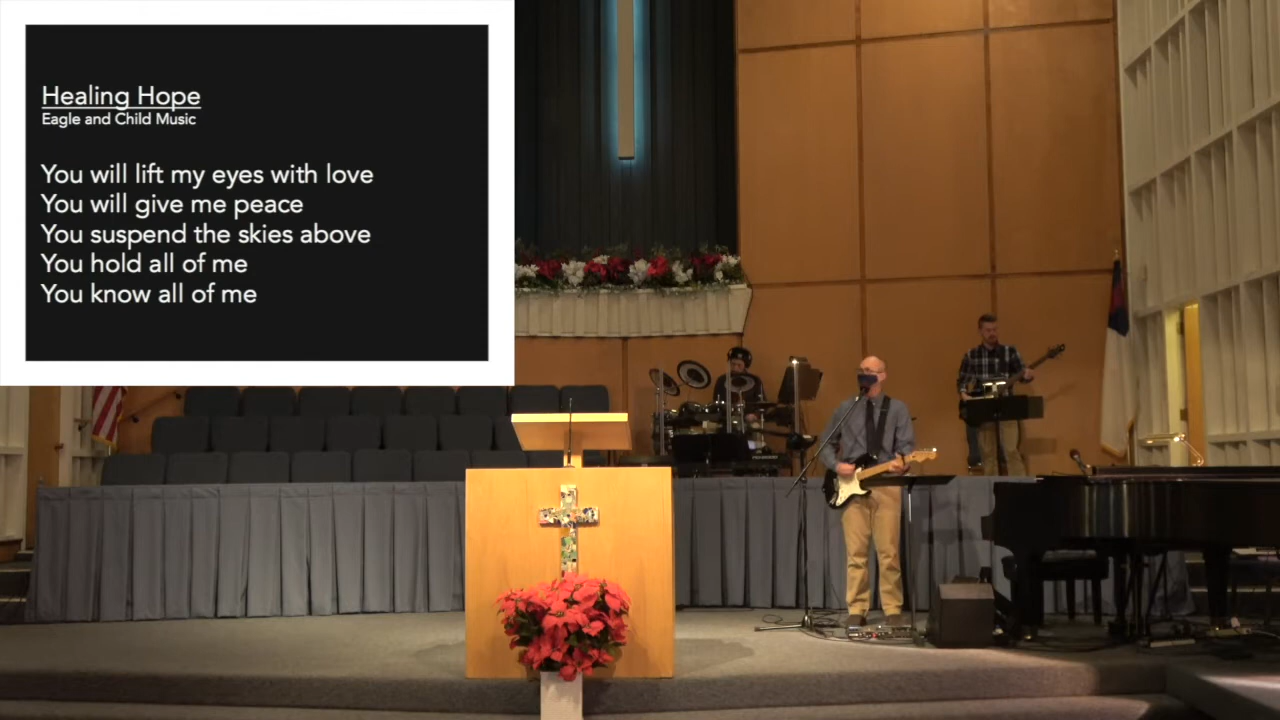 Healing Hope
Eagle and Child Music
You will lift my eyes with love
You will give me peace
You suspend the skies above
You hold all of me
You know all of me